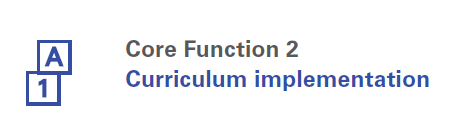 A
1
Core Function 2
Curriculum implementation